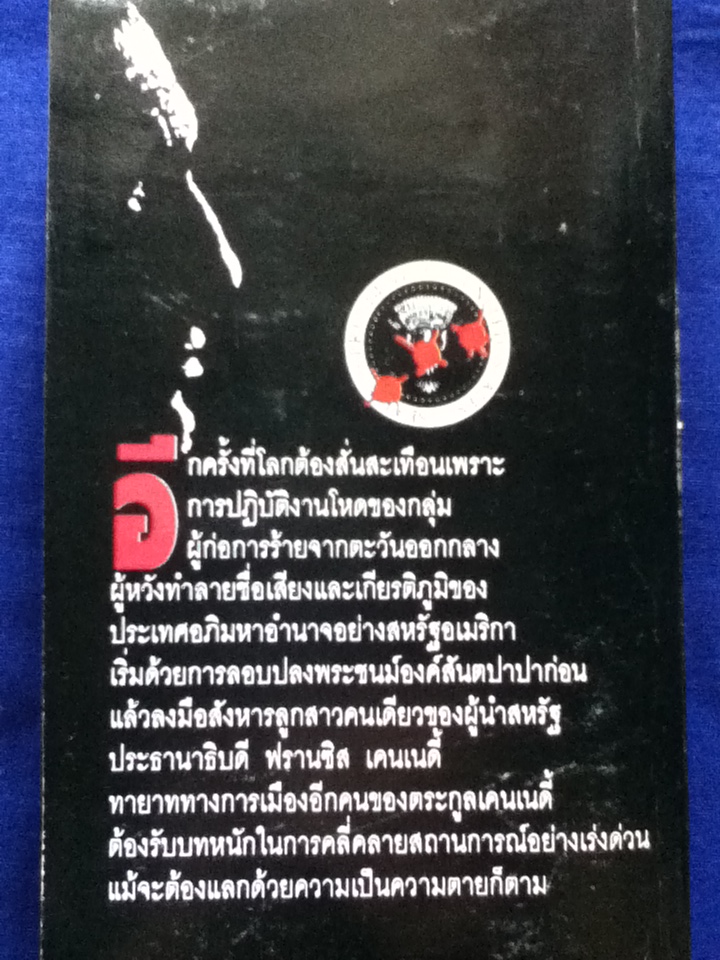 อีกครั้งที่โลกต้องสั่นสะเทือนเพราะ
การปฏิบัติงานโหดของกลุ่ม
ผู้ก่อการร้ายจากตะวันออกกลาง
ผู้หวังทำลายชื่อเสียงและเกียรติภูมิของ
ประเทศอภิมหาอำนาจอย่างสหรัฐอเมริกา
เริ่มด้วยการลอบปลงพระชนม์องค์สันตปาปาก่อน
แล้วลงมือสังหารลูกสาวคนเดียวของผู้นำสหรัฐ
ประธานาธิบดี ฟรานซิส เคนเนดี้
ทายาททางการเมืองอีกคนของตระกูลเคนเนดี้
ต้องรับบทหนักในการคลี่คลายสถานการณ์อย่างเร่งด่วน
แม้จะต้องแลกด้วยความเป็นความตายก็ตาม